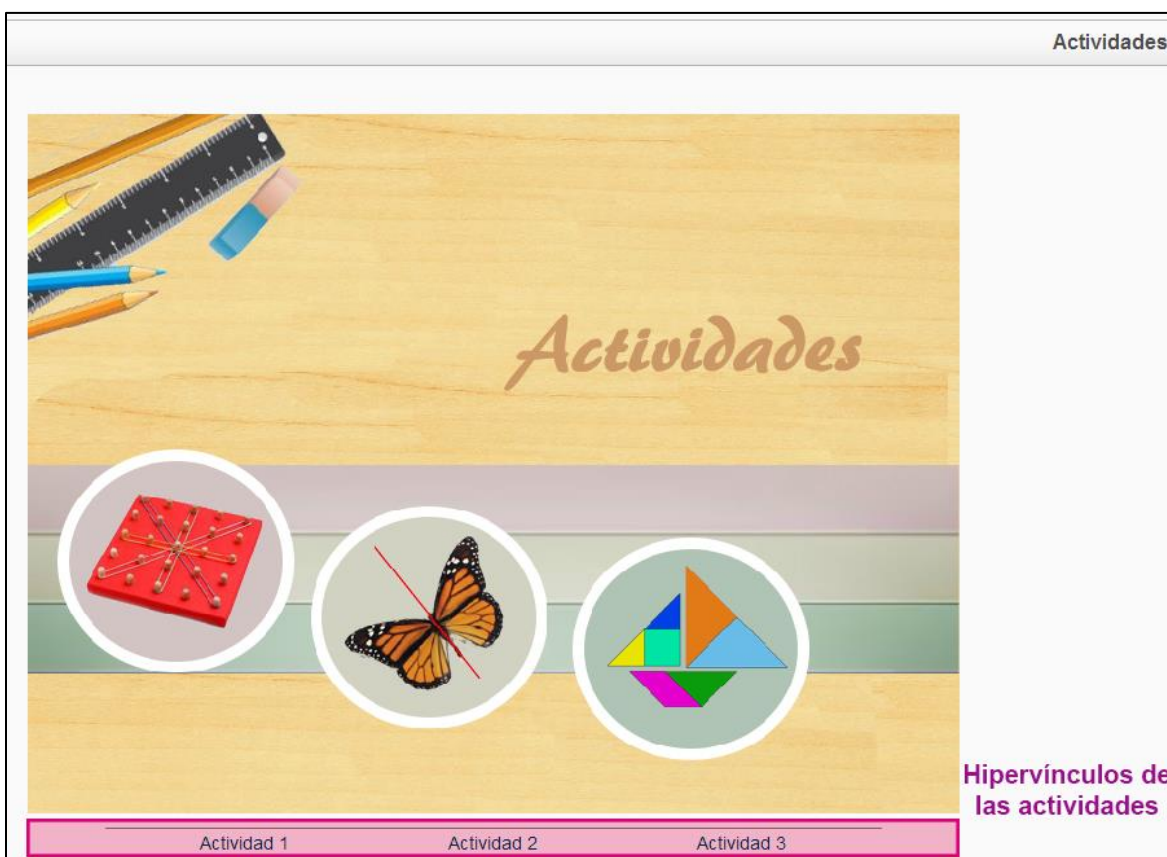 Actividades
Actividades
Hipervínculos de
las actividades
Actividad 1 Actividad 2 Actividad 3